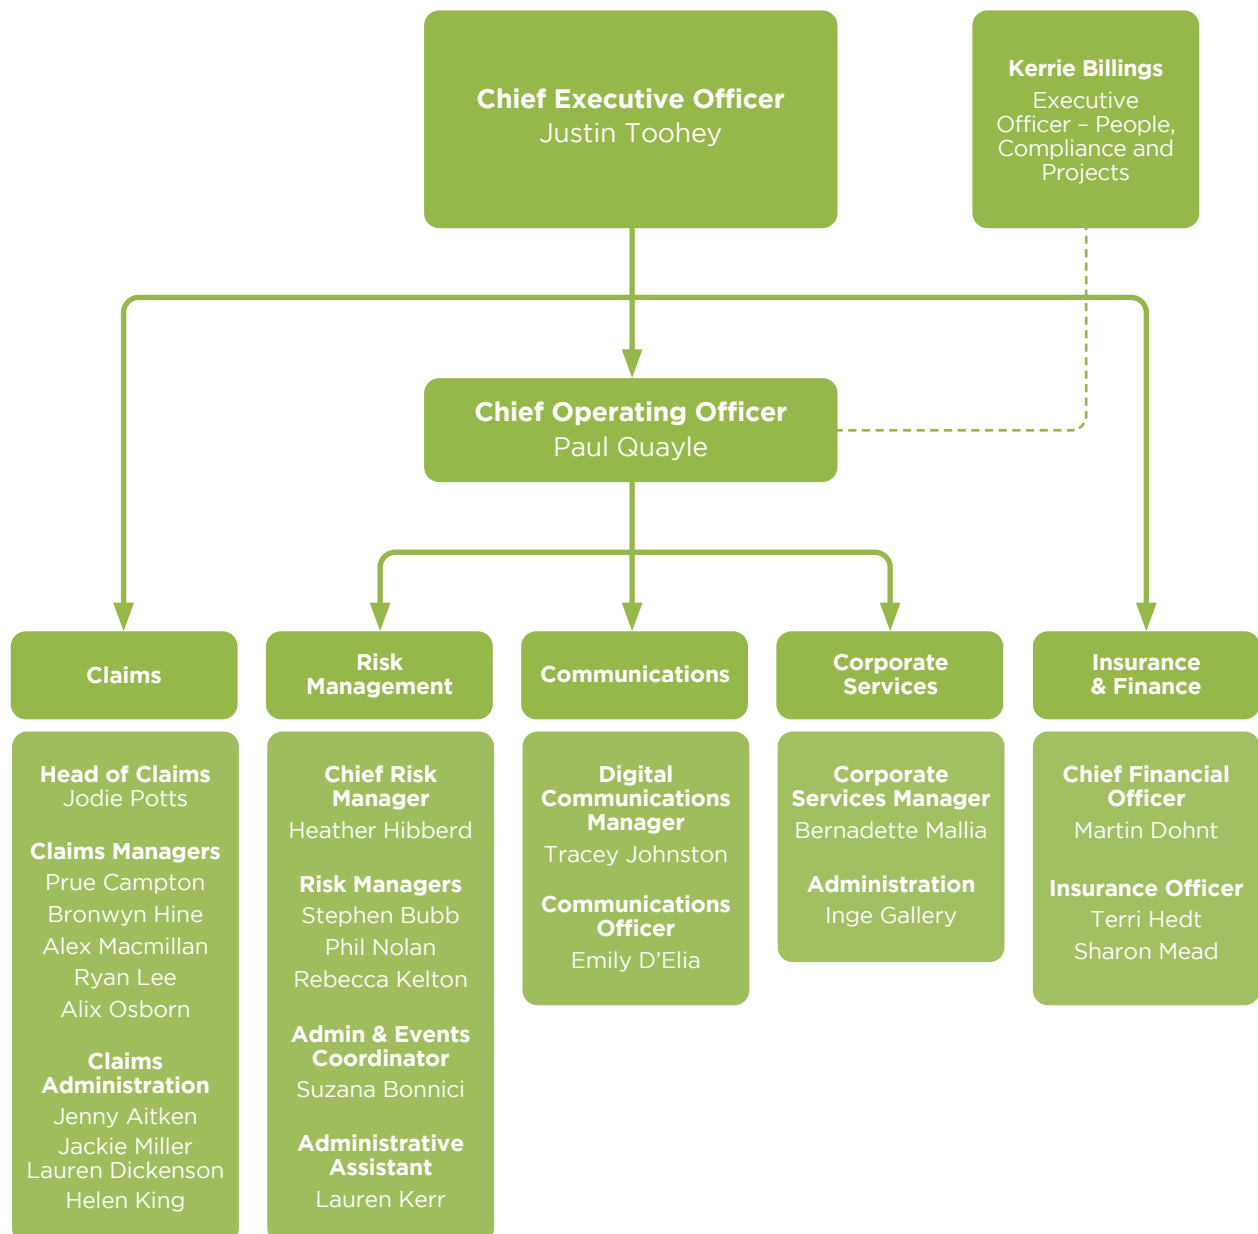 Chief Executive Officer
Justin Toohey
Kerrie Billings
Executive
Officer – People,
Compliance and
Projects
Chief Operating Officer
Paul Quayle
Claims
Risk
Management
Communications
Corporate
Services
Insurance
& Finance
Head of Claims
Jodie Potts
Claims Managers
Prue Campton
Bronwyn Hine
Alex Macmillan
Ryan Lee
Alix Osborn
Claims
Administration
Jenny Aitken
Jackie Miller
Lauren Dickenson
Helen King
Chief Risk
Manager
Heather Hibberd
Risk Managers
Stephen Bubb
Phil Nolan
Rebecca Kelton
Admin & Events
Coordinator
Suzana Bonnici
Administrative
Assistant
Lauren Kerr
Digital
Communications
Manager
Tracey Johnston
Communications
Officer
Emily D’Elia
Corporate
Services Manager
Bernadette Mallia
Administration
Inge Gallery
Chief Financial
Officer
Martin Dohnt
Insurance Officer
Terri Hedt
Sharon Mead